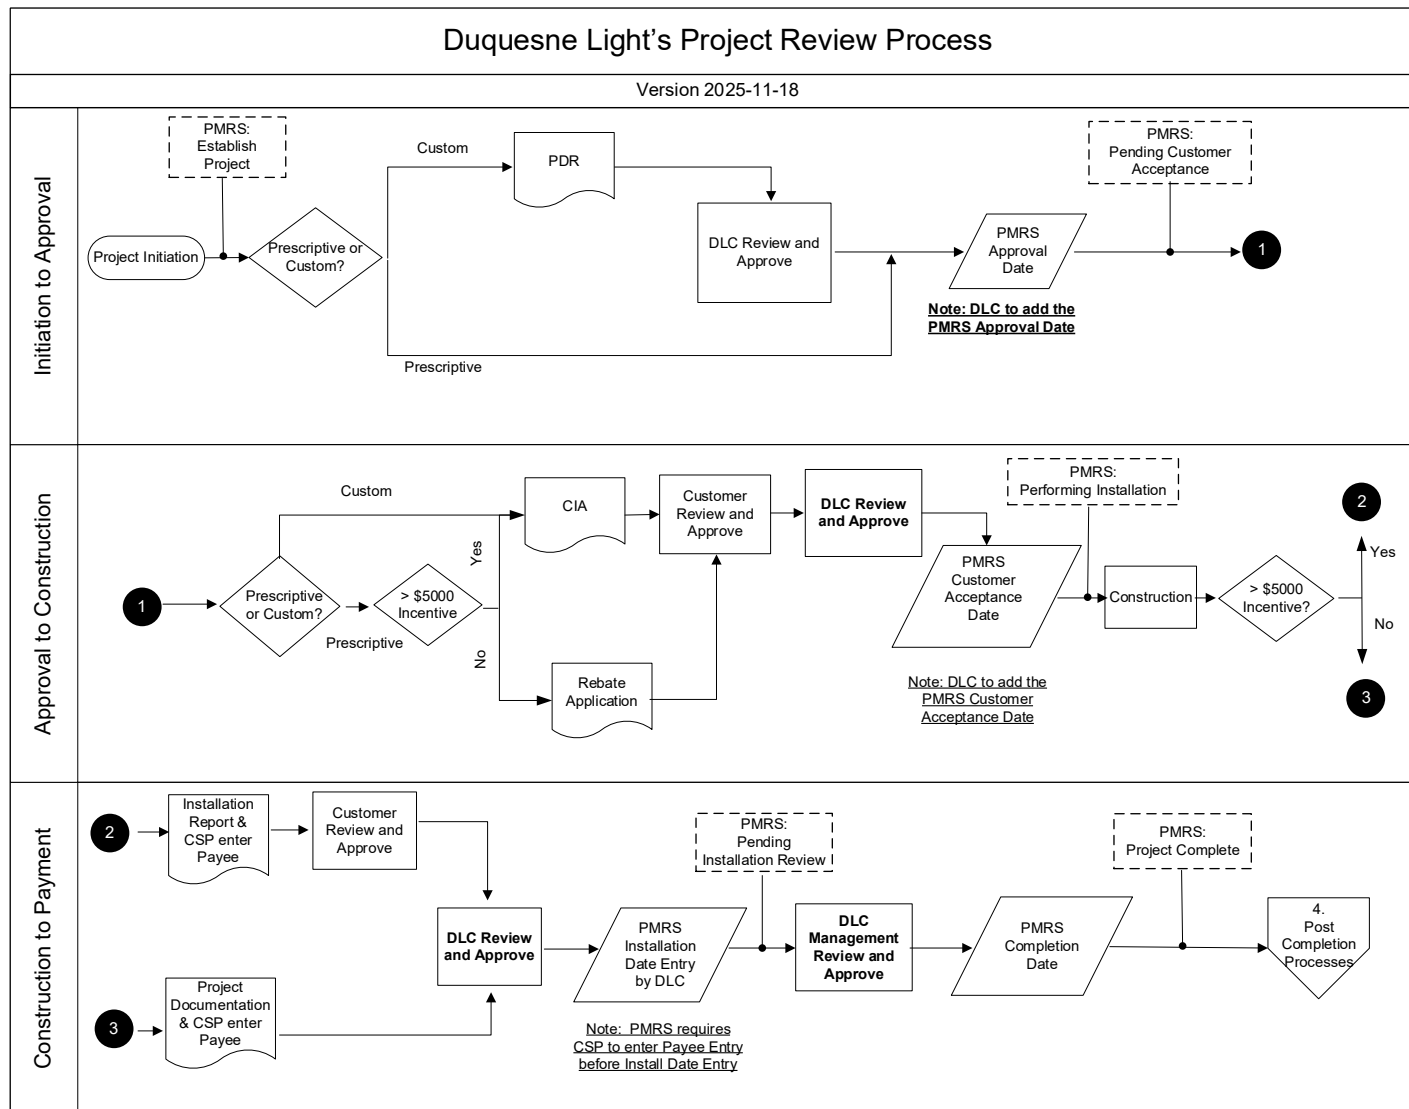 Duquesne Light's Project Review Process
Version 2025-11-18
Initiation to Approval
PMRS:
Establish
Project
Project Initiation
Prescriptive or
Custom?
Custom
Prescriptive
PDR
DLC Review and
Approve
PMRS
Approval
Date
Note: DLC to add the
PMRS Approval Date
PMRS:
Pending Customer
Acceptance
1
Approval to Construction
1
Prescriptive
or Custom?
Custom
Prescriptive
> $5000
Incentive
Yes
No
CIA
Rebate
Application
Customer
Review and
Approve
DLC Review
and Approve
PMRS
Customer
Acceptance
Date
Note: DLC to add the
PMRS Customer
Acceptance Date
PMRS:
Performing Installation
Construction
> $5000
Incentive?
2
Yes
No
3
Construction to Payment
2
Installation
Report &
CSP enter
Payee
Customer
Review and
Approve
3
Project
Documentation
& CSP enter
Payee
DLC Review
and Approve
PMRS
Installation
Date Entry
by DLC
Note: PMRS requires
CSP to enter Payee Entry
before Install Date Entry
PMRS:
Pending
Installation Review
DLC
Management
Review and
Approve
PMRS
Completion
Date
PMRS:
Project Complete
4.
Post
Completion
Processes